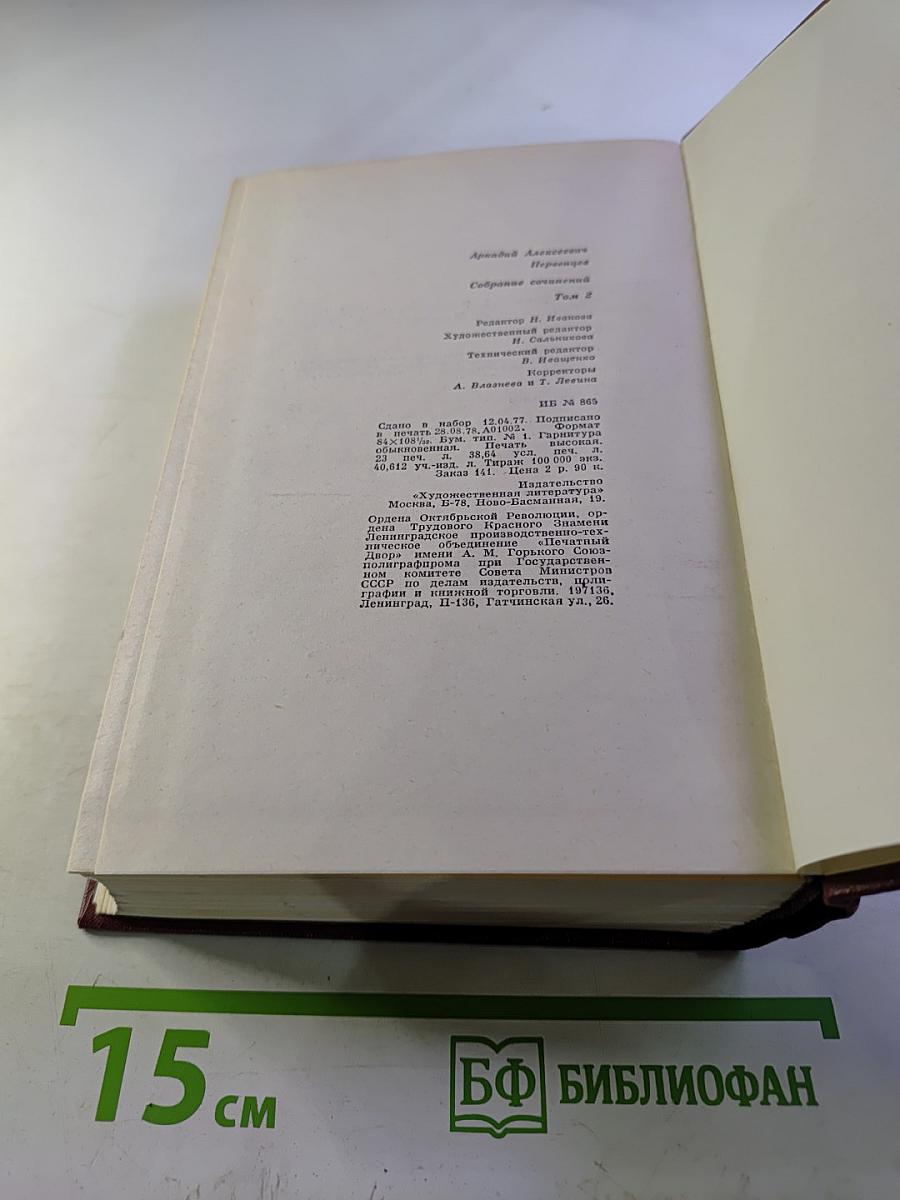 Аркадий Алексеевич
Первенцев
Собрание сочинений
Том 2
Редактор Н. Иванова
Художественный редактор
И. Сальникова
Технический редактор
В. Иващенко
Корректоры
А. Влазнева и Т. Левина
ИБ № 865
Сдано в набор 12.04.77. Подписано
в печать 28.08.78. А01002. Формат
84×108¹/₃₂. Бум. тип. № 1. Гарнитура
обыкновенная. Печать высокая.
23 печ. л. 38,64 усл. печ. л.
40,612 уч.-изд. л. Тираж 100 000 экз.
Заказ 141. Цена 2 р. 90 к.
Издательство
«Художественная литература»
Москва, Б-78, Ново-Басманная, 19.
Ордена Октябрьской Революции, ор-
дена Трудового Красного Знамени
Ленинградское производственно-тех-
ническое объединение «Печатный
Двор» имени А. М. Горького Союз-
полиграфпрома при Государствен-
ном комитете Совета Министров
СССР по делам издательств, поли-
графии и книжной торговли. 197136,
Ленинград, П-136, Гатчинская ул., 26.
15 см
БФ БИБЛИОФАН